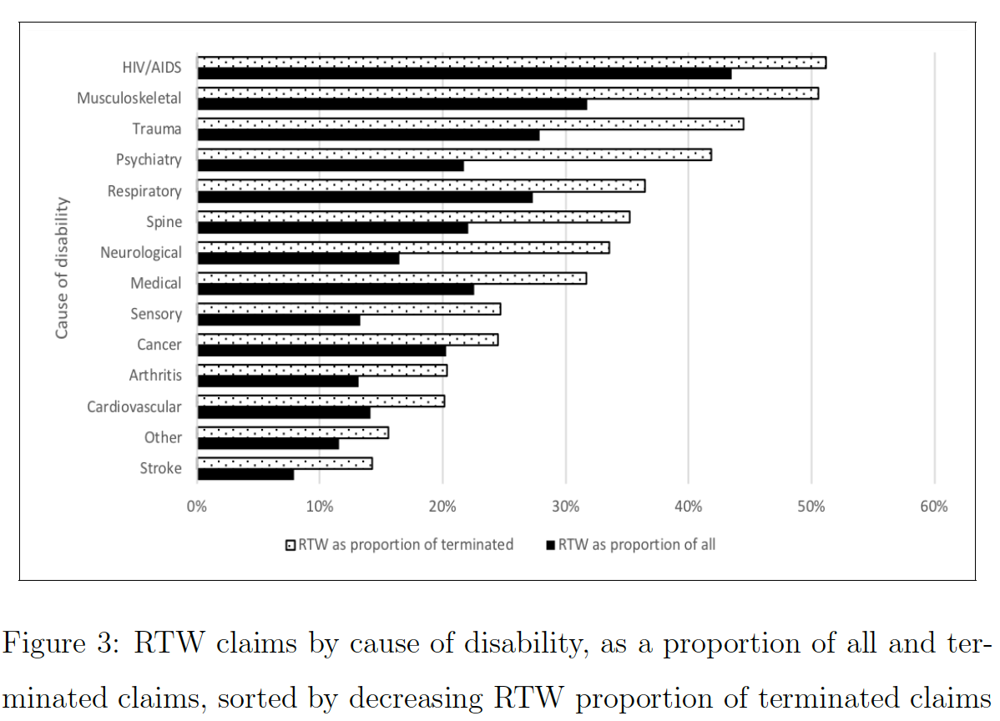 HIV/AIDS
Musculoskeletal
Trauma
Psychiatry
Respiratory
Spine
Neurological
Medical
Sensory
Cancer
Arthritis
Cardiovascular
Other
Stroke
Cause of disability
0% 10% 20% 30% 40% 50% 60%
RTW as proportion of terminated RTW as proportion of all
Figure 3: RTW claims by cause of disability, as a proportion of all and ter-
minated claims, sorted by decreasing RTW proportion of terminated claims